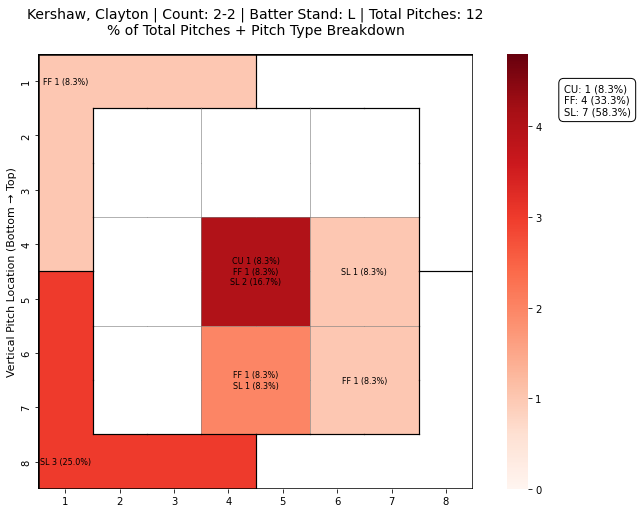 Kershaw, Clayton | Count: 2-2 | Batter Stand: L | Total Pitches: 12
% of Total Pitches + Pitch Type Breakdown
Vertical Pitch Location (Bottom → Top)
1
2
3
4
5
6
7
8
FF 1 (8.3%)
CU 1 (8.3%)
FF 1 (8.3%)
SL 2 (16.7%)
SL 1 (8.3%)
FF 1 (8.3%)
SL 1 (8.3%)
FF 1 (8.3%)
SL 3 (25.0%)
1
2
3
4
5
6
7
8
4
3
2
1
0
CU: 1 (8.3%)
FF: 4 (33.3%)
SL: 7 (58.3%)